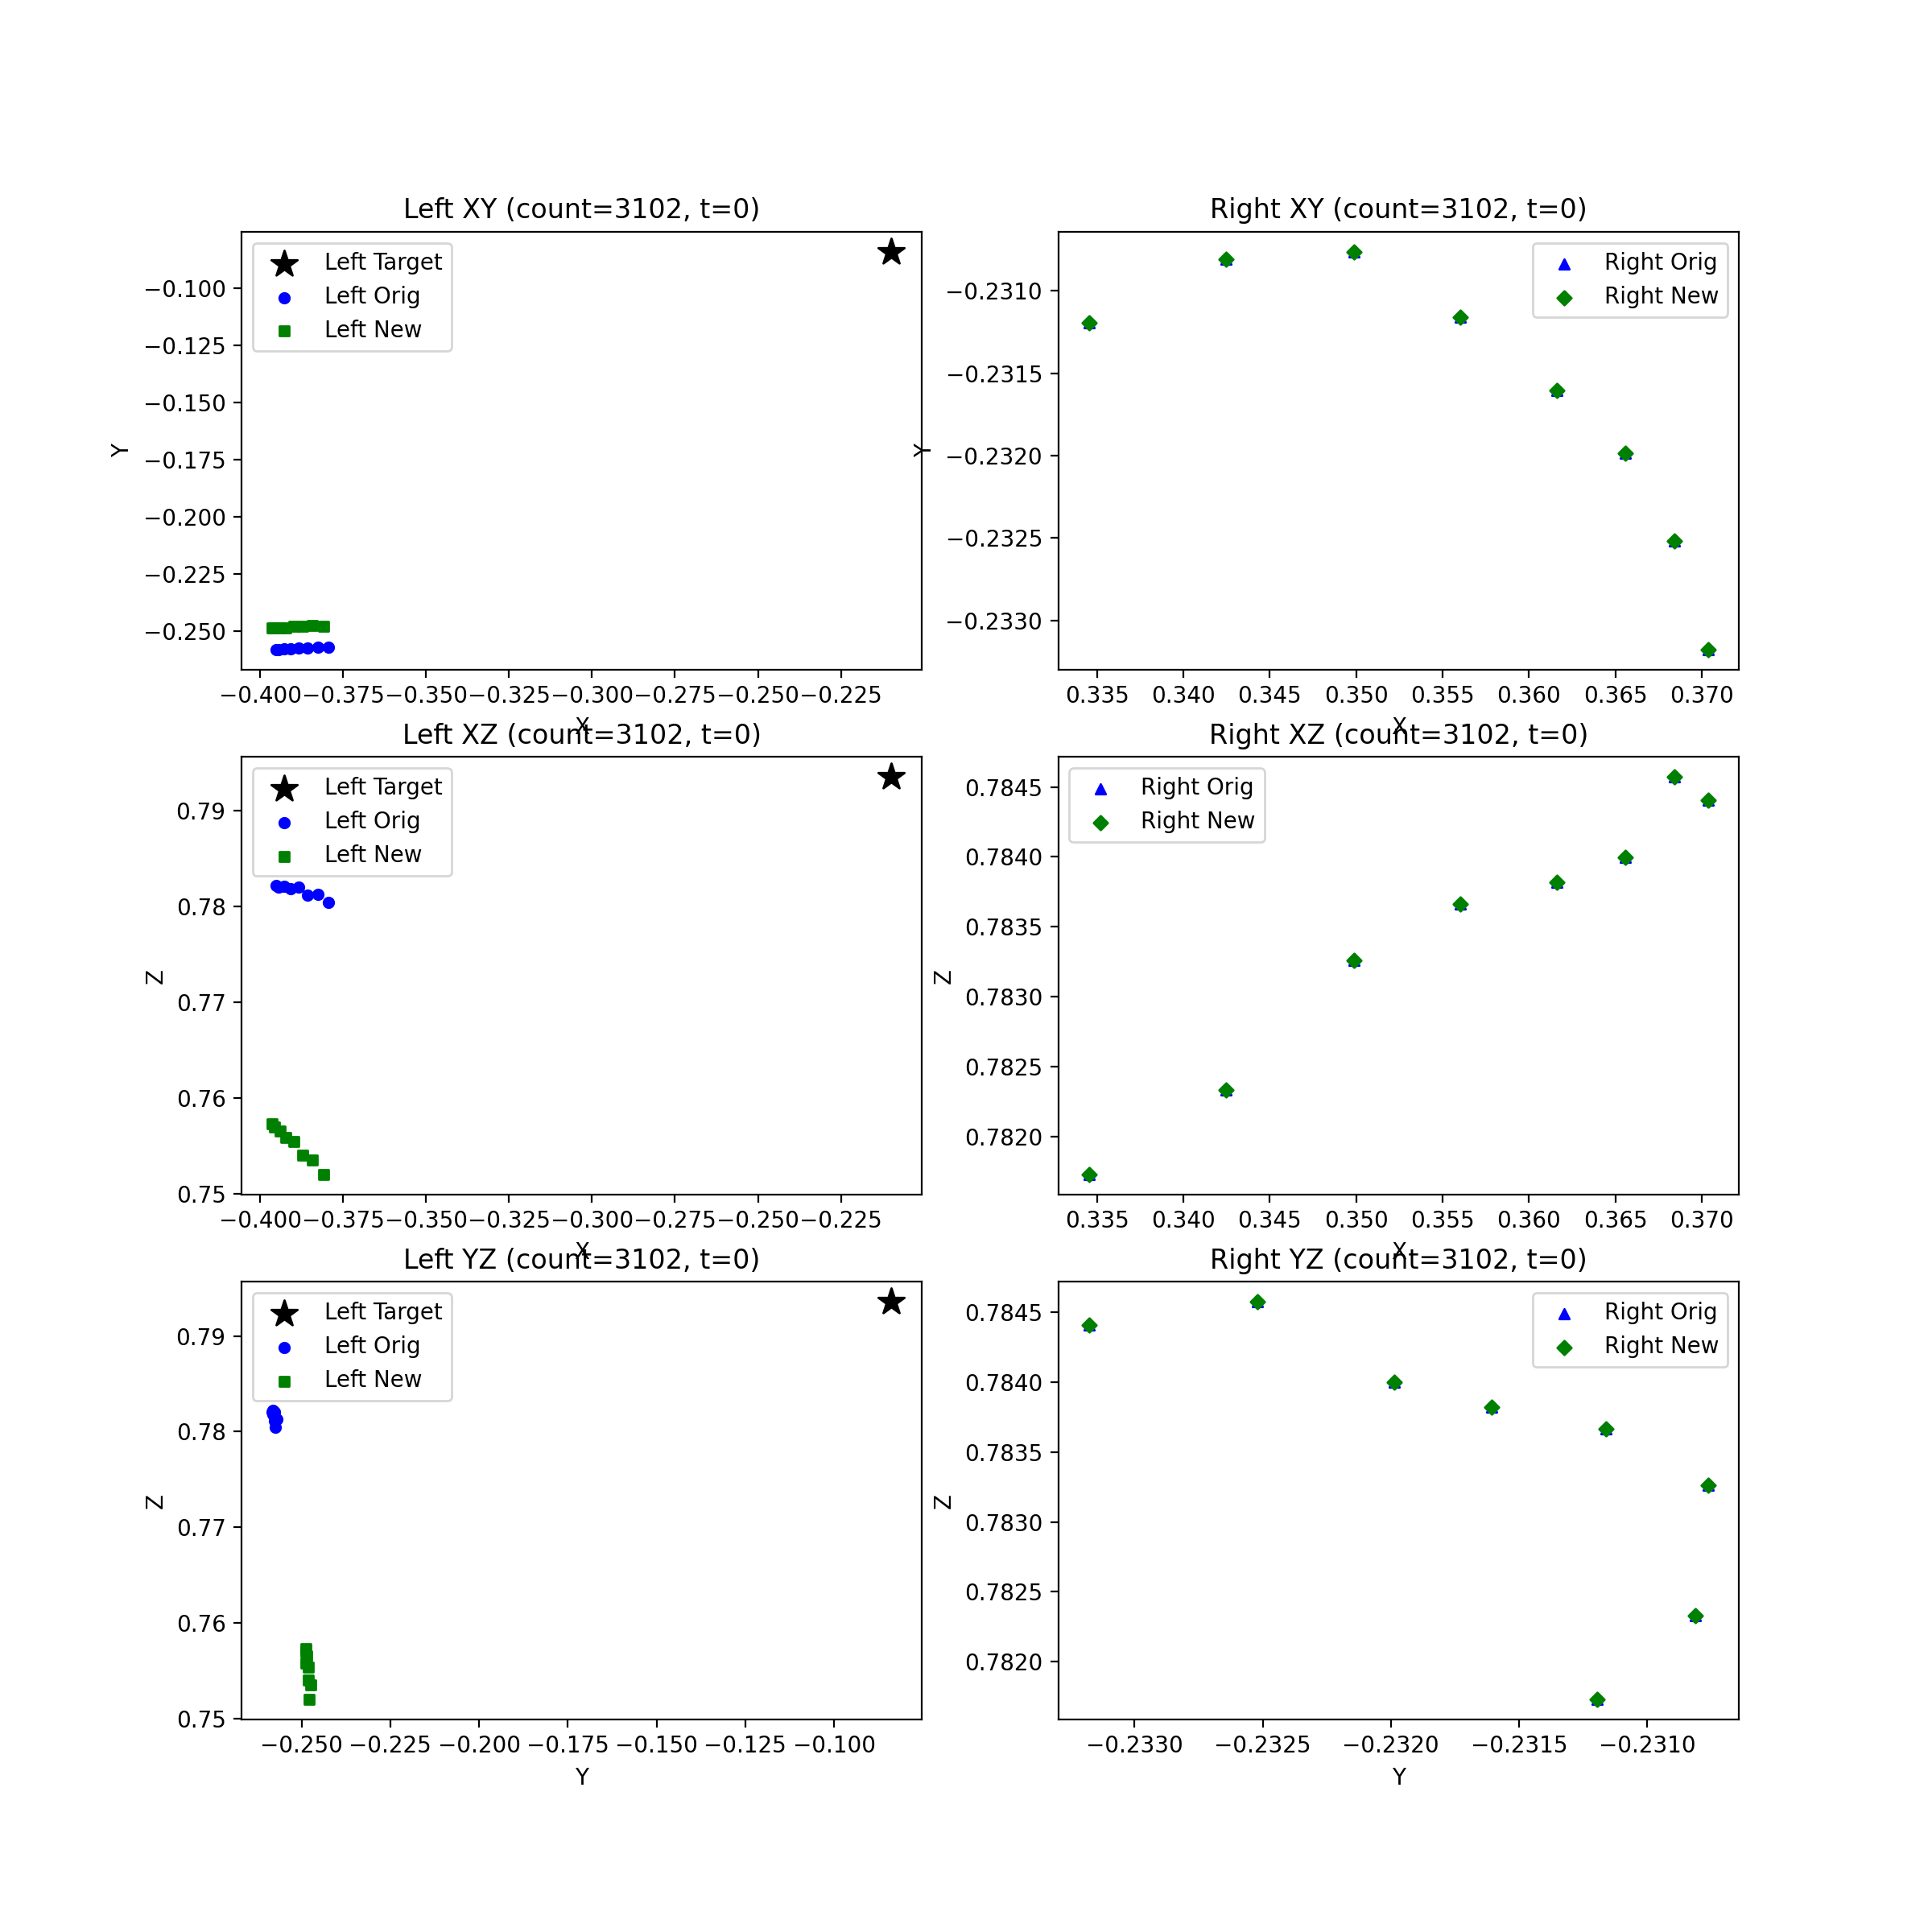 Left XY (count=3102, t=0)
Left Target
Left Orig
Left New
Y
−0.100
−0.125
−0.150
−0.175
−0.200
−0.225
−0.250
−0.400 −0.375 −0.350 −0.325 −0.300 −0.275 −0.250 −0.225
X
Right XY (count=3102, t=0)
Right Orig
Right New
Y
−0.2310
−0.2315
−0.2320
−0.2325
−0.2330
0.335 0.340 0.345 0.350 0.355 0.360 0.365 0.370
X
Left XZ (count=3102, t=0)
Left Target
Left Orig
Left New
Z
0.79
0.78
0.77
0.76
0.75
−0.400 −0.375 −0.350 −0.325 −0.300 −0.275 −0.250 −0.225
X
Right XZ (count=3102, t=0)
Right Orig
Right New
Z
0.7845
0.7840
0.7835
0.7830
0.7825
0.7820
0.335 0.340 0.345 0.350 0.355 0.360 0.365 0.370
X
Left YZ (count=3102, t=0)
Left Target
Left Orig
Left New
Z
0.79
0.78
0.77
0.76
0.75
−0.250 −0.225 −0.200 −0.175 −0.150 −0.125 −0.100
Y
Right YZ (count=3102, t=0)
Right Orig
Right New
Z
0.7845
0.7840
0.7835
0.7830
0.7825
0.7820
−0.2330 −0.2325 −0.2320 −0.2315 −0.2310
Y